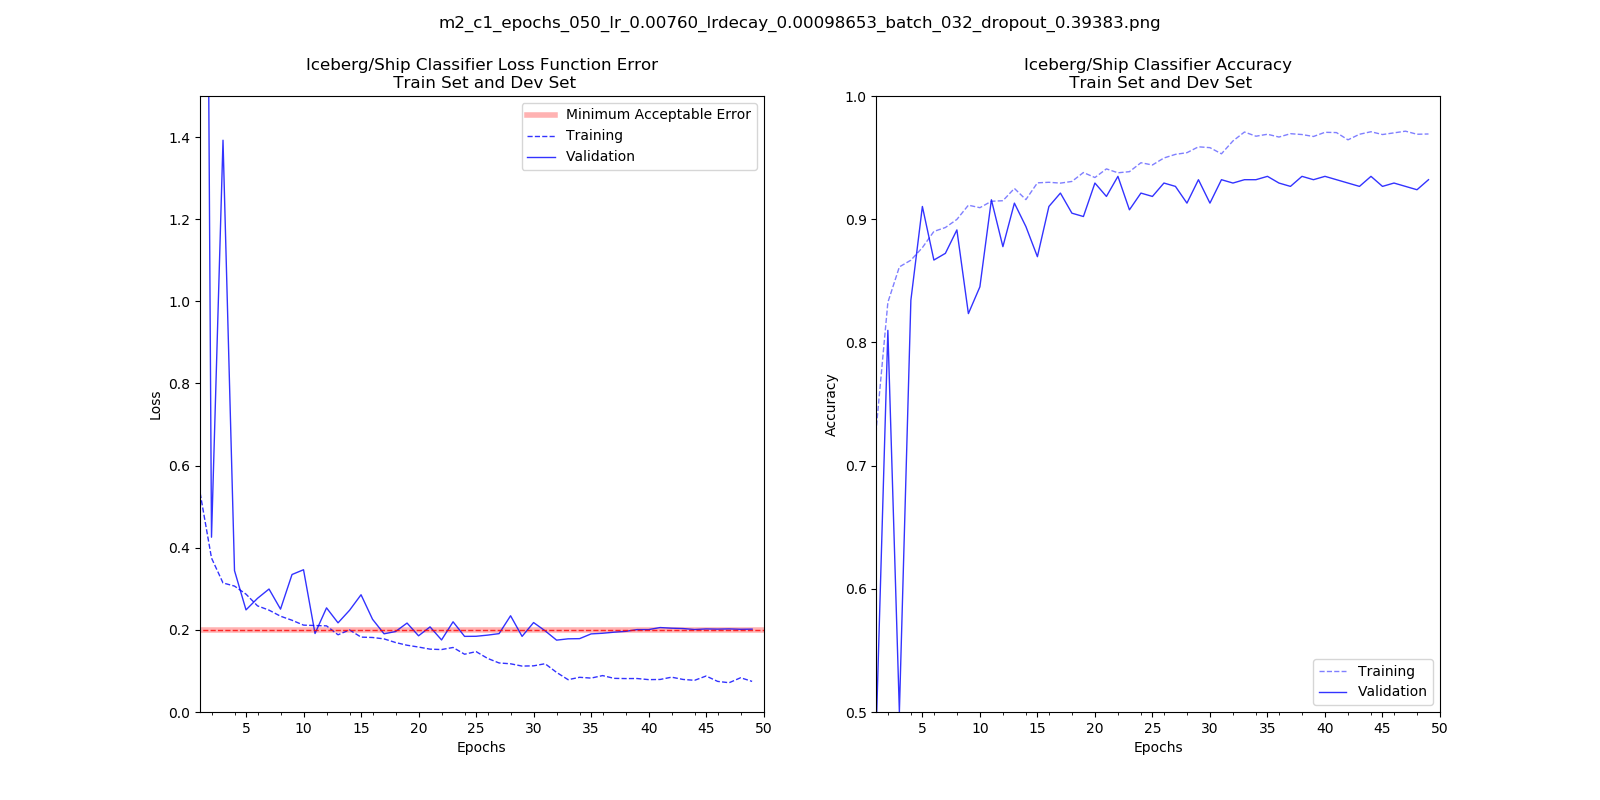 m2_c1_epochs_050_lr_0.00760_lrdecay_0.00098653_batch_032_dropout_0.39383.png
Iceberg/Ship Classifier Loss Function Error
Train Set and Dev Set
Minimum Acceptable Error
Training
Validation
1.4
1.2
1.0
0.8
0.6
0.4
0.2
0.0
Loss
5 10 15 20 25 30 35 40 45 50
Epochs
Iceberg/Ship Classifier Accuracy
Train Set and Dev Set
1.0
0.9
0.8
0.7
0.6
0.5
Accuracy
Training
Validation
5 10 15 20 25 30 35 40 45 50
Epochs